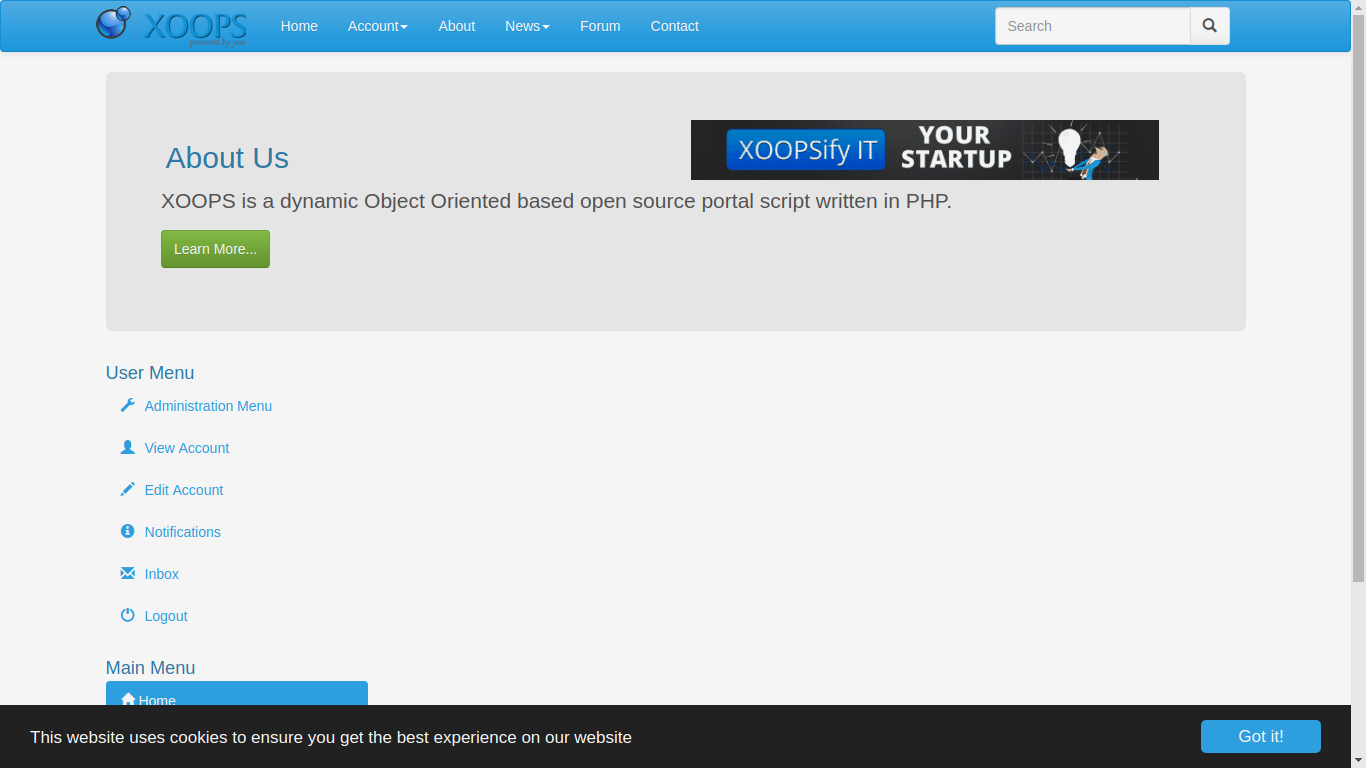 XOOPS
powered by you
Home
Account
About
News
Forum
Contact
Search
About Us
XOOPSify IT
YOUR
STARTUP
XOOPS is a dynamic Object Oriented based open source portal script written in PHP.
Learn More...
User Menu
Administration Menu
View Account
Edit Account
Notifications
Inbox
Logout
Main Menu
Home
This website uses cookies to ensure you get the best experience on our website
Got it!